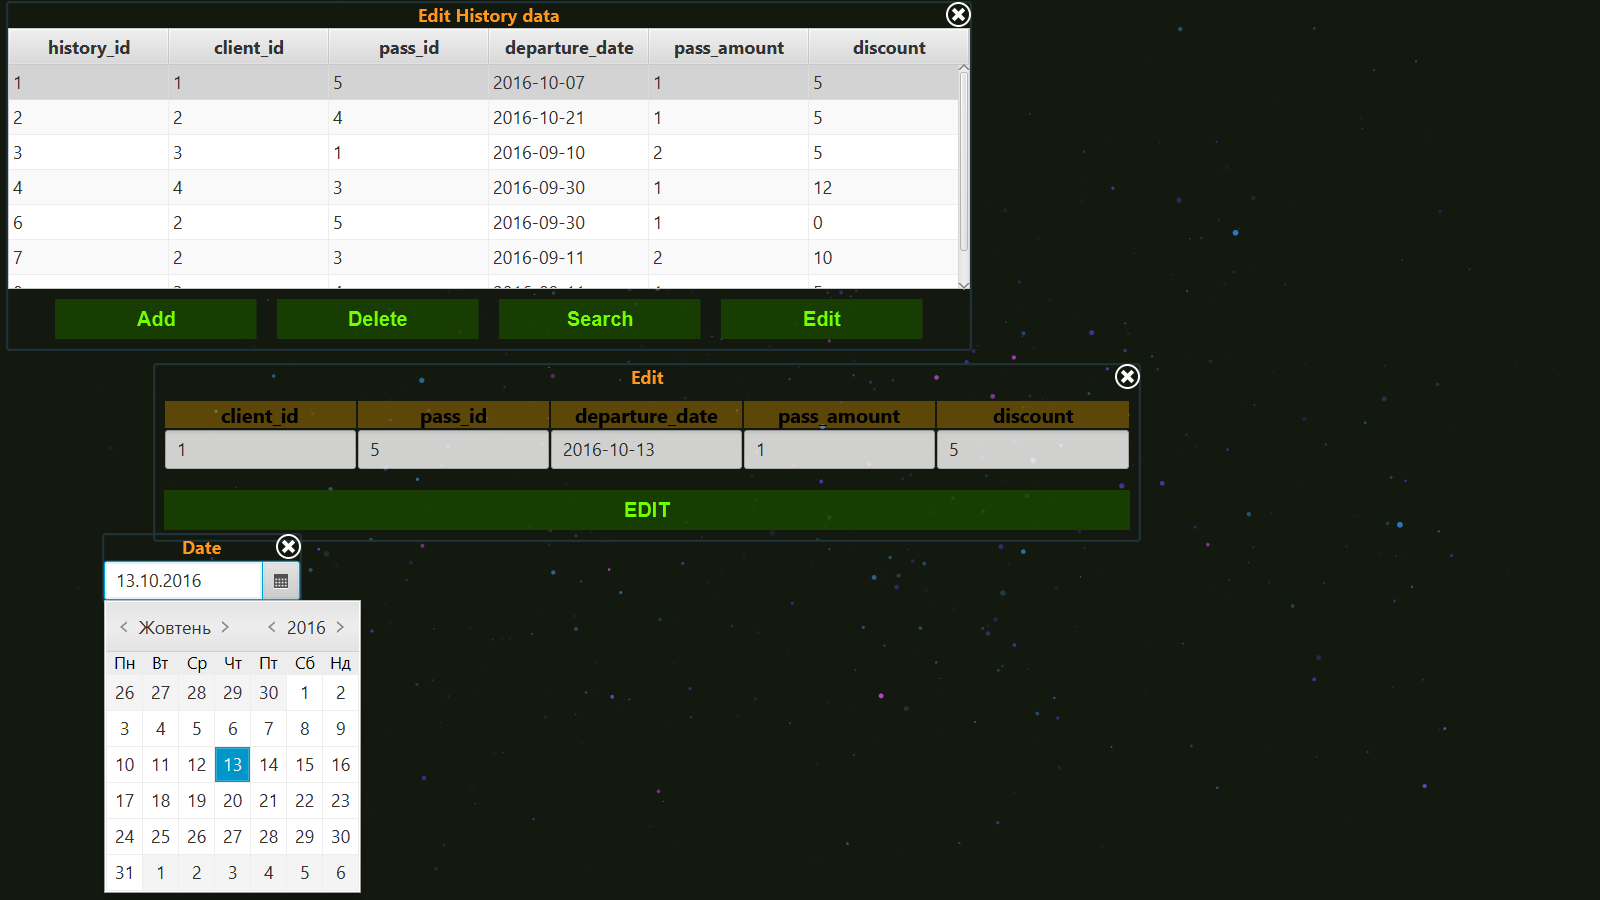 Edit History data
history_id client_id pass_id departure_date pass_amount discount
1 1 5 2016-10-07 1 5
2 2 4 2016-10-21 1 5
3 3 1 2016-09-10 2 5
4 4 3 2016-09-30 1 12
6 2 5 2016-09-30 1 0
7 2 3 2016-09-11 2 10
Add Delete Search Edit
Edit
client_id pass_id departure_date pass_amount discount
1 5 2016-10-13 1 5
EDIT
Date
13.10.2016
< Жовтень > < 2016 >
Пн Вт Ср Чт Пт Сб Нд
26 27 28 29 30 1 2
3 4 5 6 7 8 9
10 11 12 13 14 15 16
17 18 19 20 21 22 23
24 25 26 27 28 29 30
31 1 2 3 4 5 6